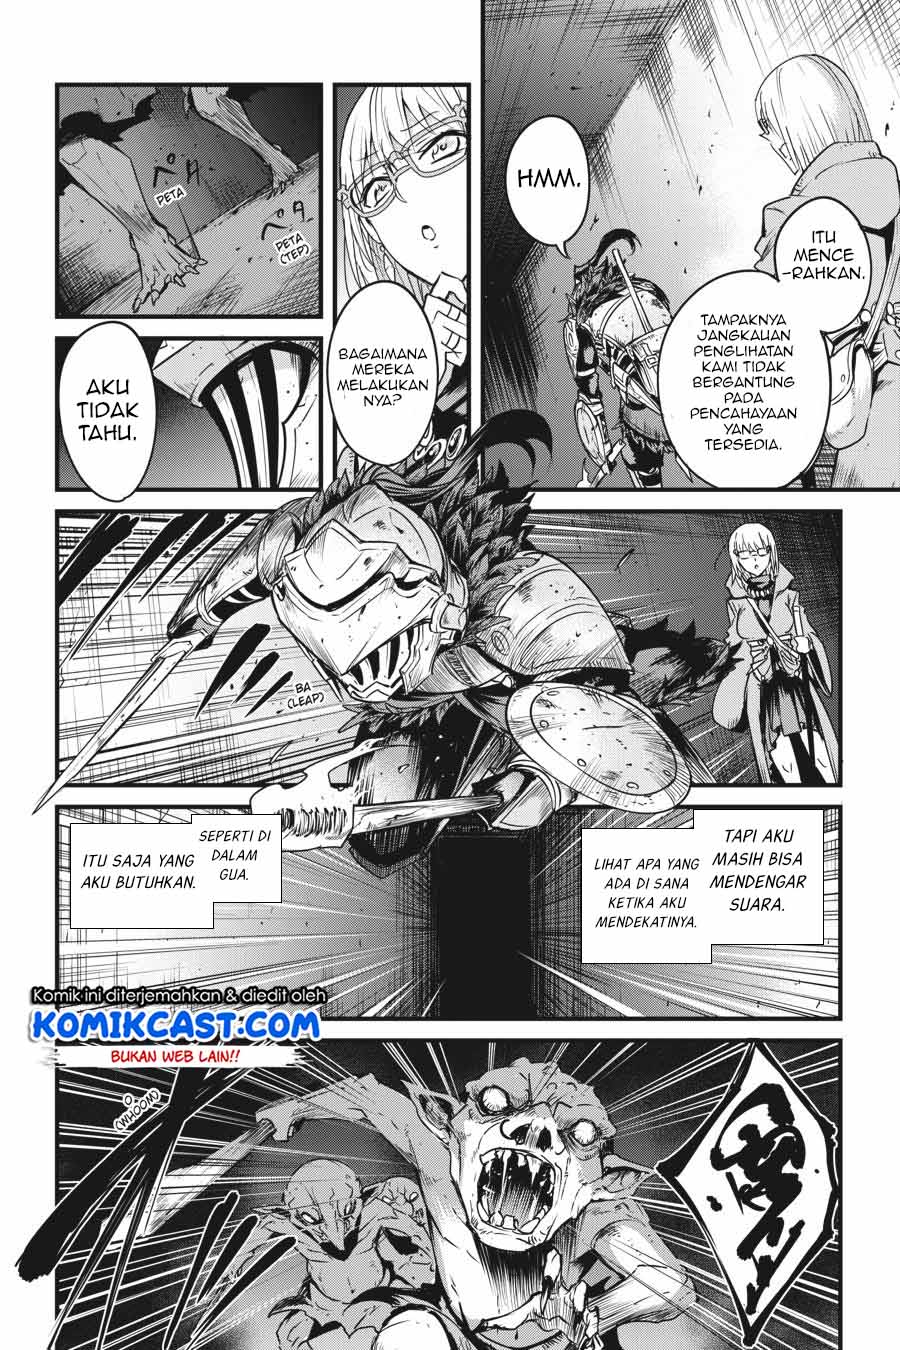 ITU
MENCE
-RAHKAN.
TAMPAKNYA
JANGKAUAN
PENGLIHATAN
KAMI TIDAK
BERGANTUNG
PADA
PENCAHAYAAN
YANG
TERSEDIA.
HMM.
BAGAIMANA
MEREKA
MELAKUKAN
NYA?
ペタ
PETA
ペタ
PETA
(TEP)
AKU
TIDAK
TAHU.
BA
(LEAP)
TAPI AKU
MASIH BISA
MENDENGAR
SUARA.
LIHAT APA YANG
ADA DI SANA
KETIKA AKU
MENDEKATINYA.
SEPERTI DI
DALAM
GUA.
ITU SAJA YANG
AKU BUTUHKAN.
Komik ini diterjemahkan & diedit oleh
KOMIKCAST.COM
BUKAN WEB LAIN!!
O
(WHOOM)